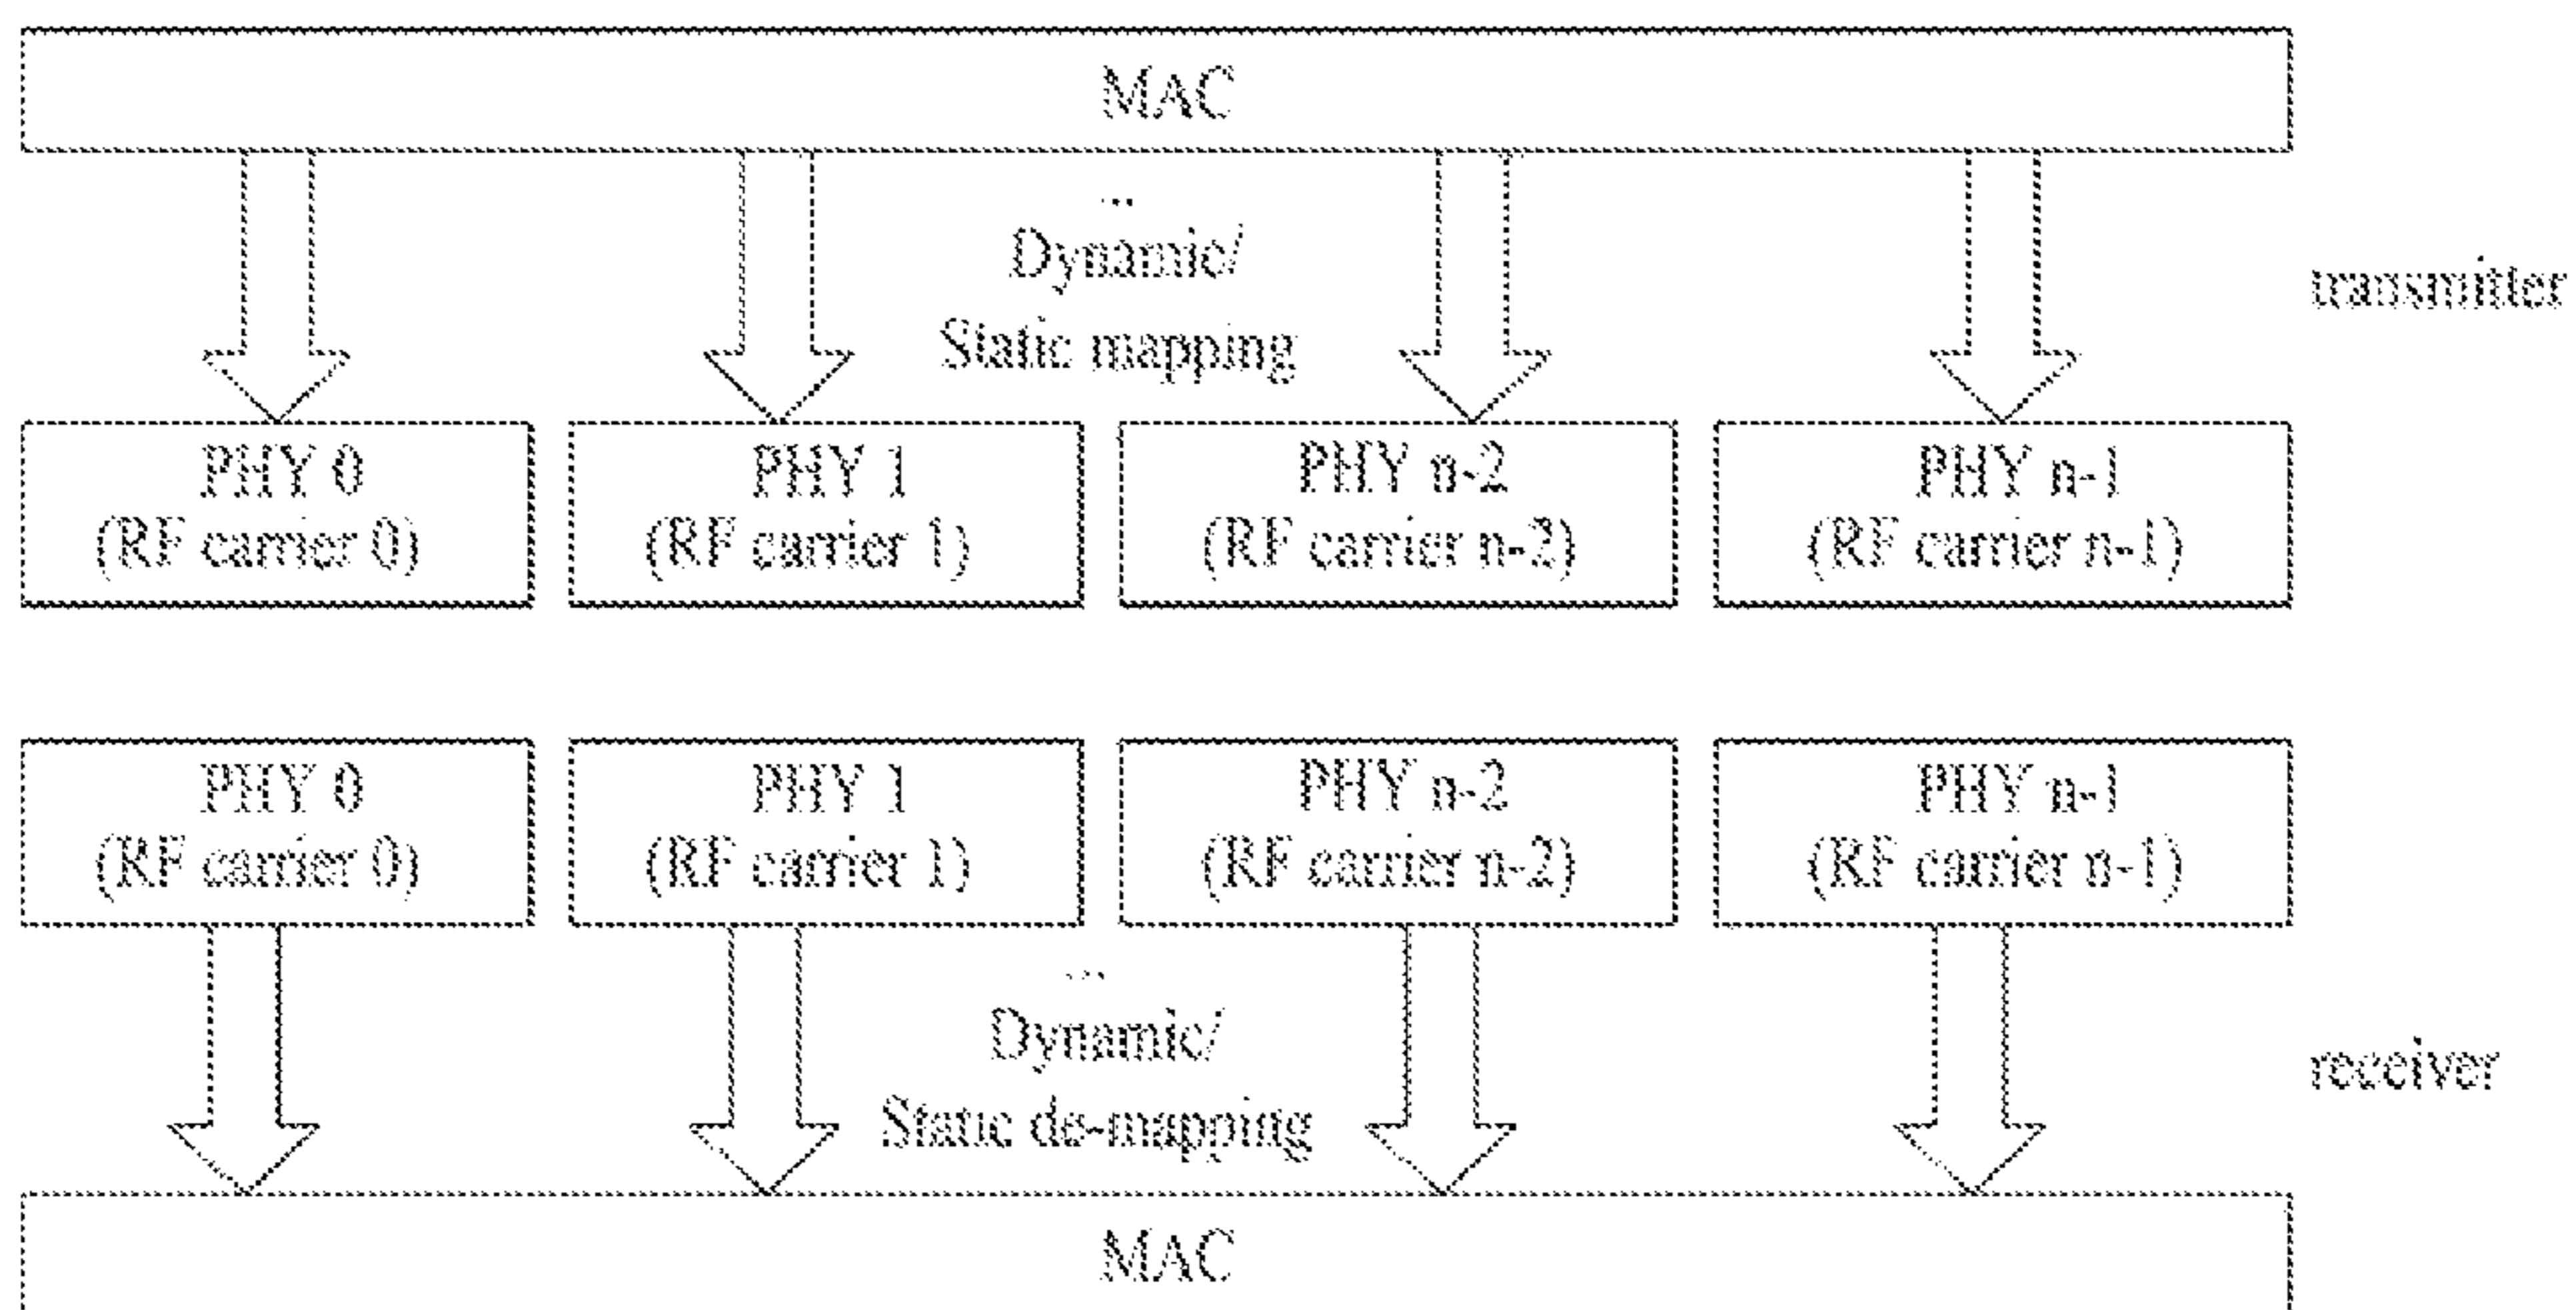 MAC
...
Dynamic/
Static mapping
transmitter
PHY 0
(RF carrier 0)
PHY 1
(RF carrier 1)
PHY n-2
(RF carrier n-2)
PHY n-1
(RF carrier n-1)
PHY 0
(RF carrier 0)
PHY 1
(RF carrier 1)
PHY n-2
(RF carrier n-2)
PHY n-1
(RF carrier n-1)
...
Dynamic/
Static de-mapping
receiver
MAC